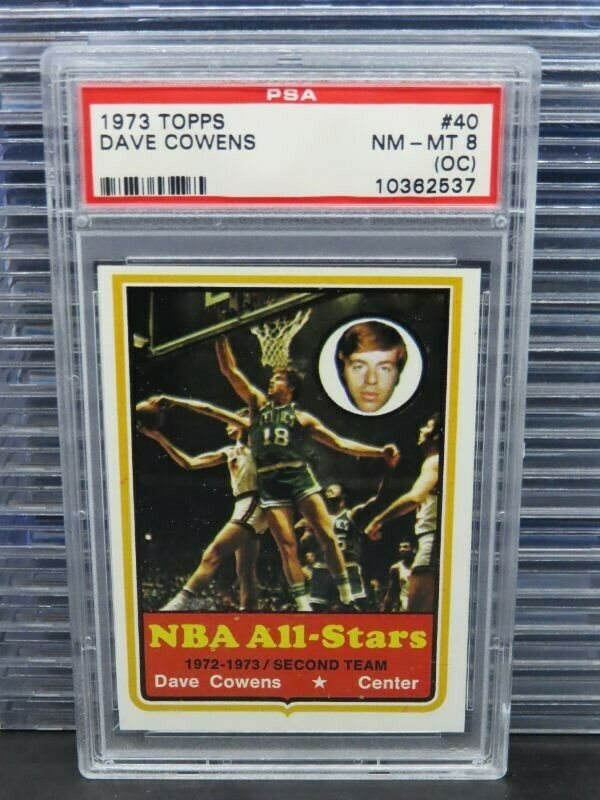 PSA
1973 TOPPS #40
DAVE COWENS NM-MT 8
(OC)
10362537
CELTICS
18
NBA All-Stars
1972-1973/SECOND TEAM
Dave Cowens ★ Center